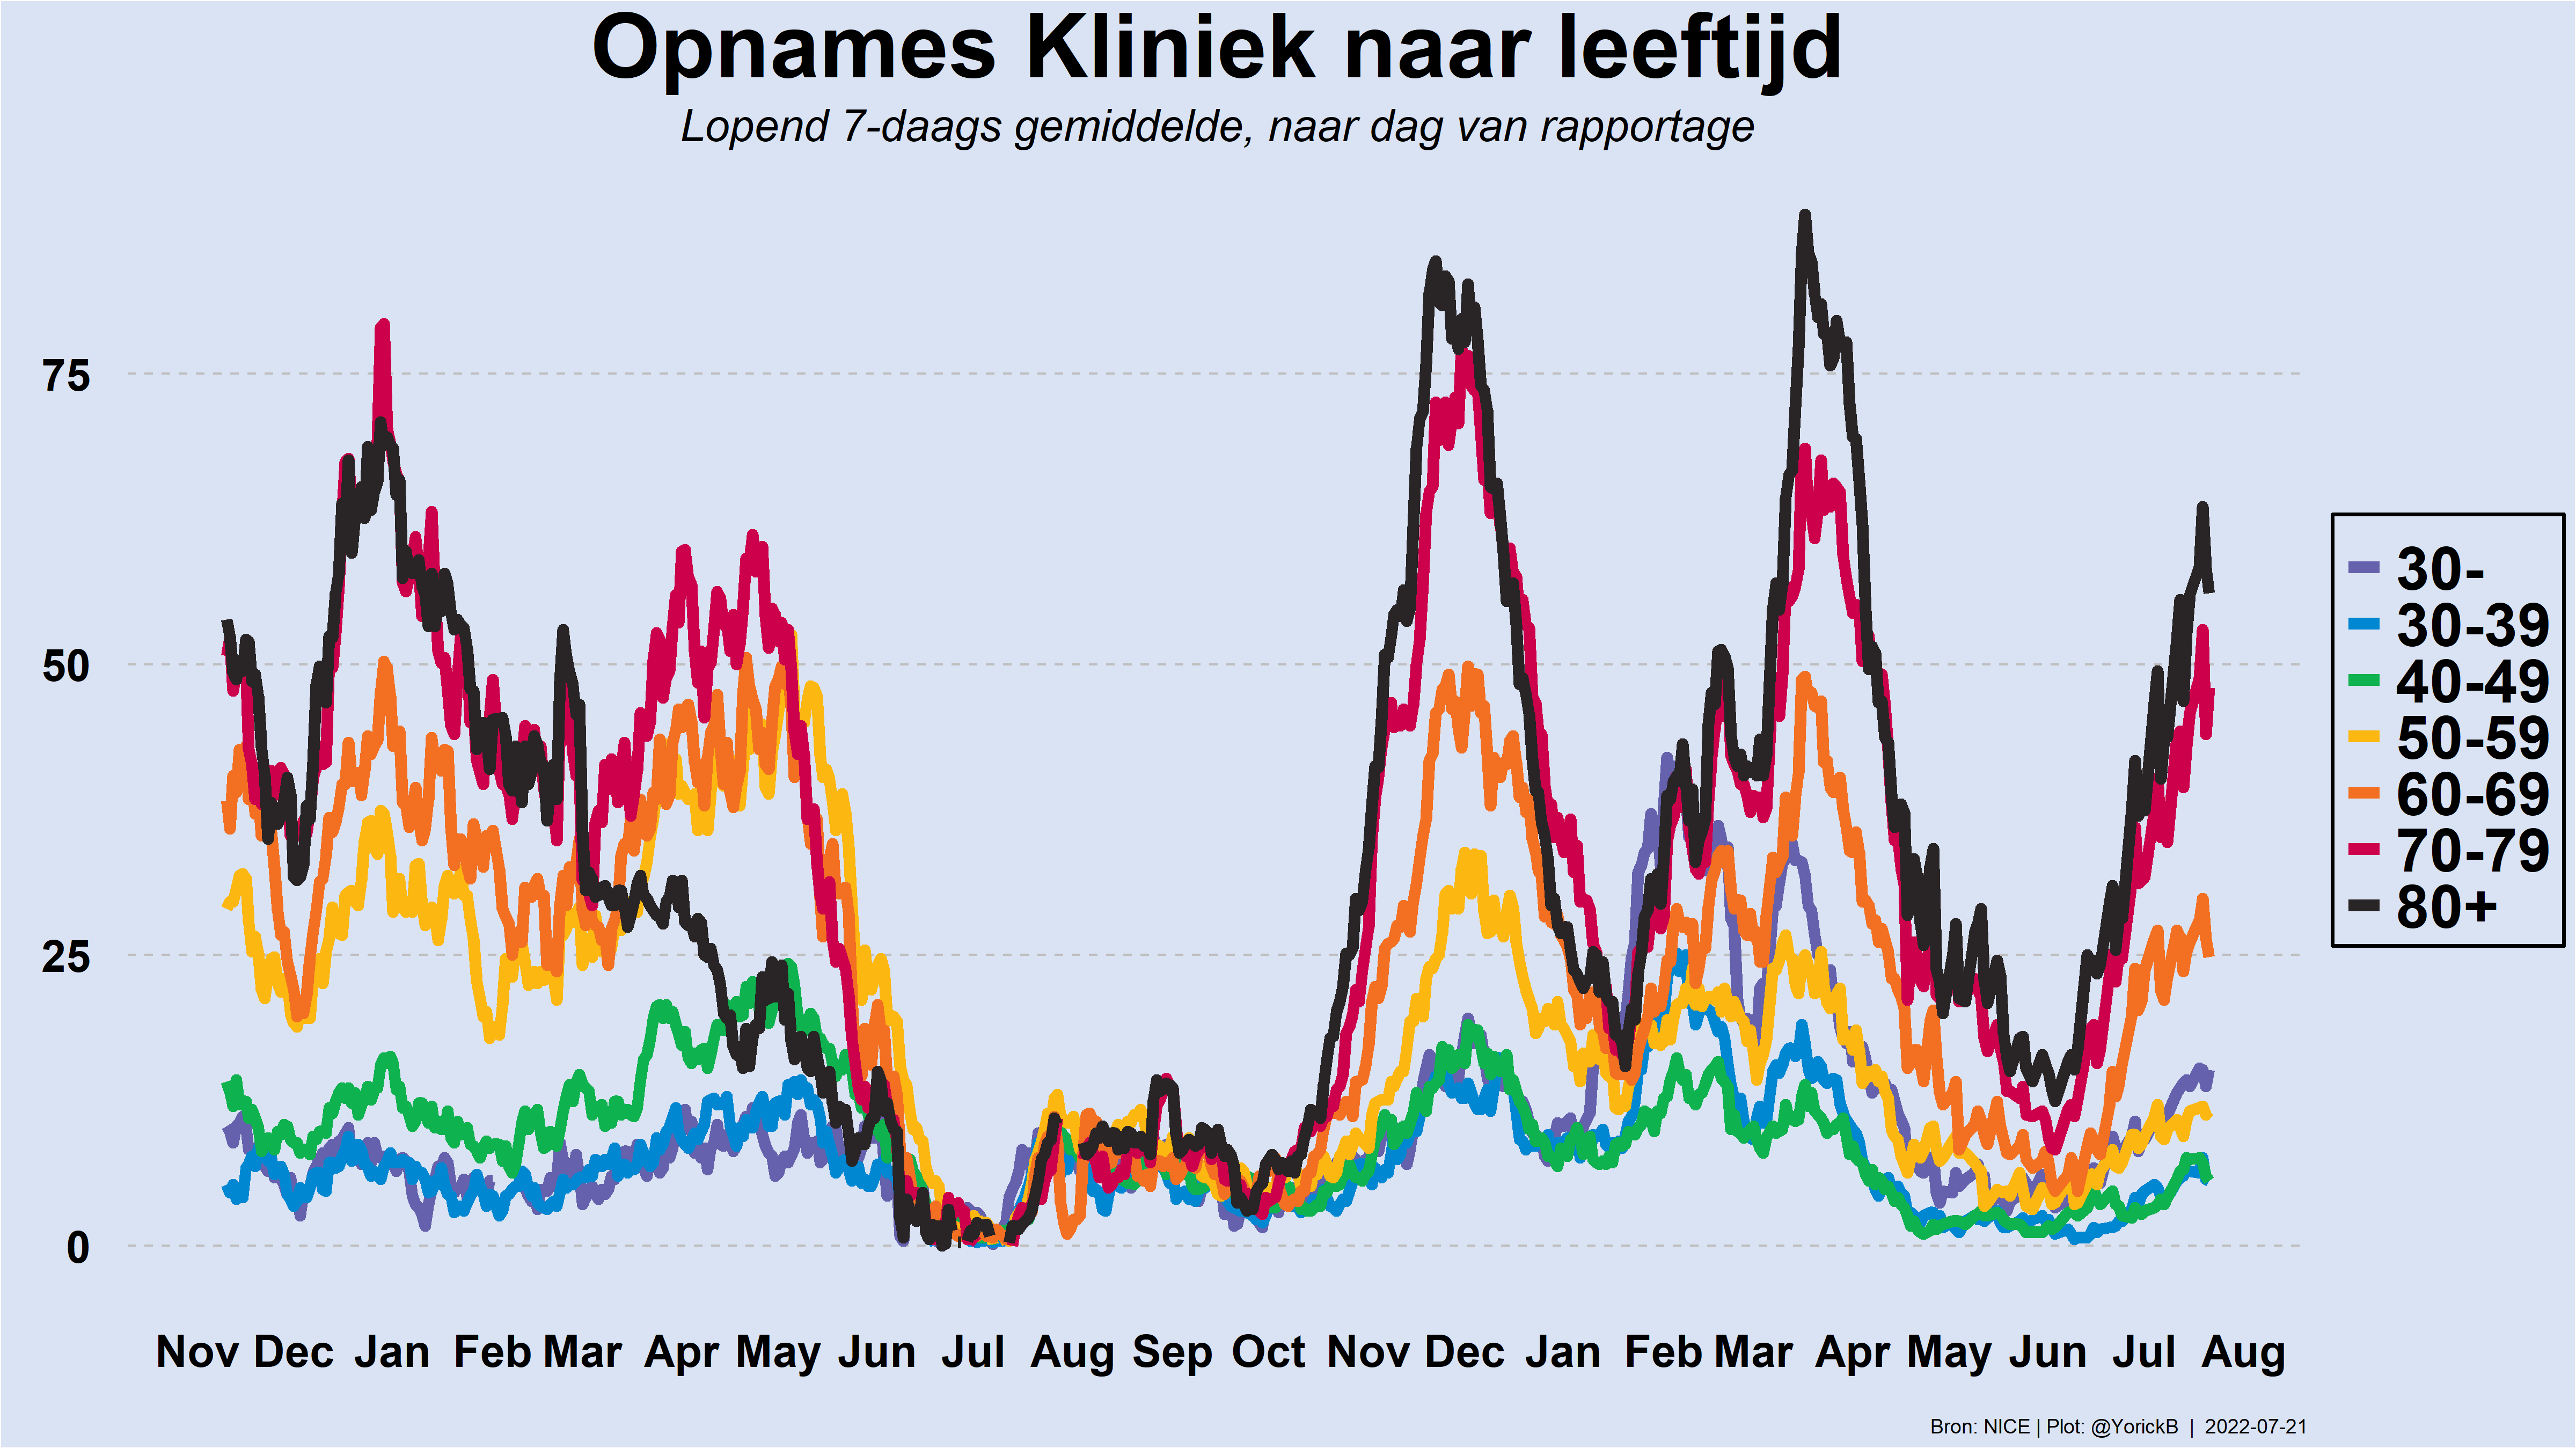 Opnames Kliniek naar leeftijd
Lopend 7-daags gemiddelde, naar dag van rapportage
75
50
25
0
30-
30-39
40-49
50-59
60-69
70-79
80+
Nov Dec Jan Feb Mar Apr May Jun Jul Aug Sep Oct Nov Dec Jan Feb Mar Apr May Jun Jul Aug
Bron: NICE | Plot: @YorickB | 2022-07-21